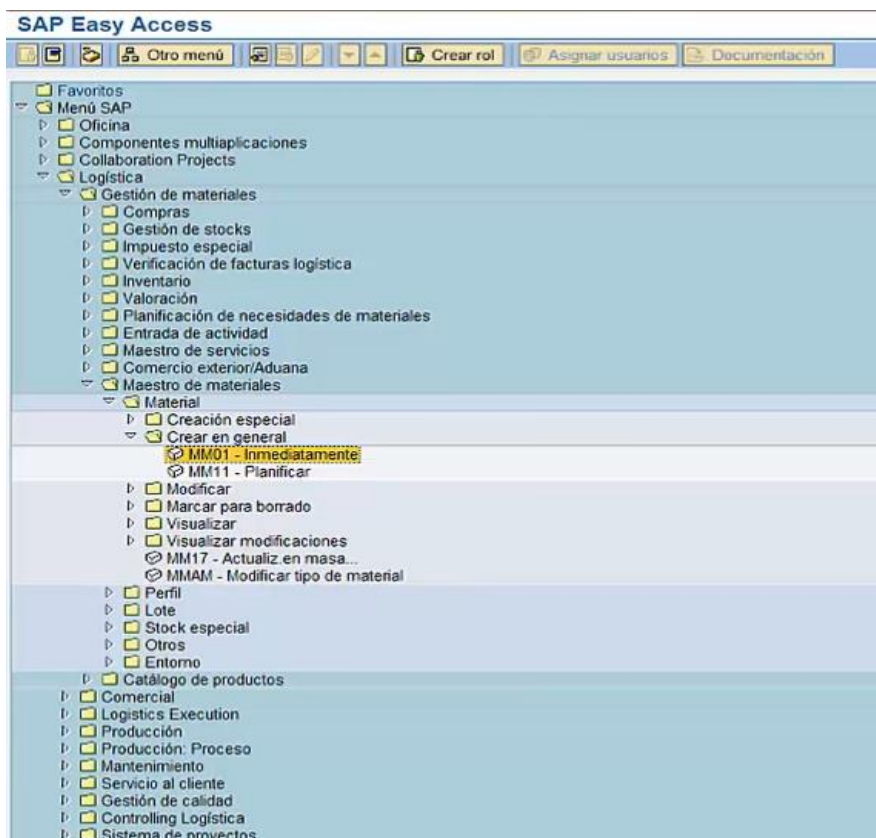 SAP Easy Access
Otro menú Crear rol Asignar usuarios Documentación
Favoritos
Menú SAP
Oficina
Componentes multiaplicaciones
Collaboration Projects
Logística
Gestión de materiales
Compras
Gestión de stocks
Impuesto especial
Verificación de facturas logística
Inventario
Valoración
Planificación de necesidades de materiales
Entrada de actividad
Maestro de servicios
Comercio exterior/Aduana
Maestro de materiales
Material
Creación especial
Crear en general
MM01 - Inmediatamente
MM11 - Planificar
Modificar
Marcar para borrado
Visualizar
Visualizar modificaciones
MM17 - Actualiz.en masa...
MMAM - Modificar tipo de material
Perfil
Lote
Stock especial
Otros
Entorno
Catálogo de productos
Comercial
Logistics Execution
Producción
Producción: Proceso
Mantenimiento
Servicio al cliente
Gestión de calidad
Controlling Logística
Sistema de proyectos